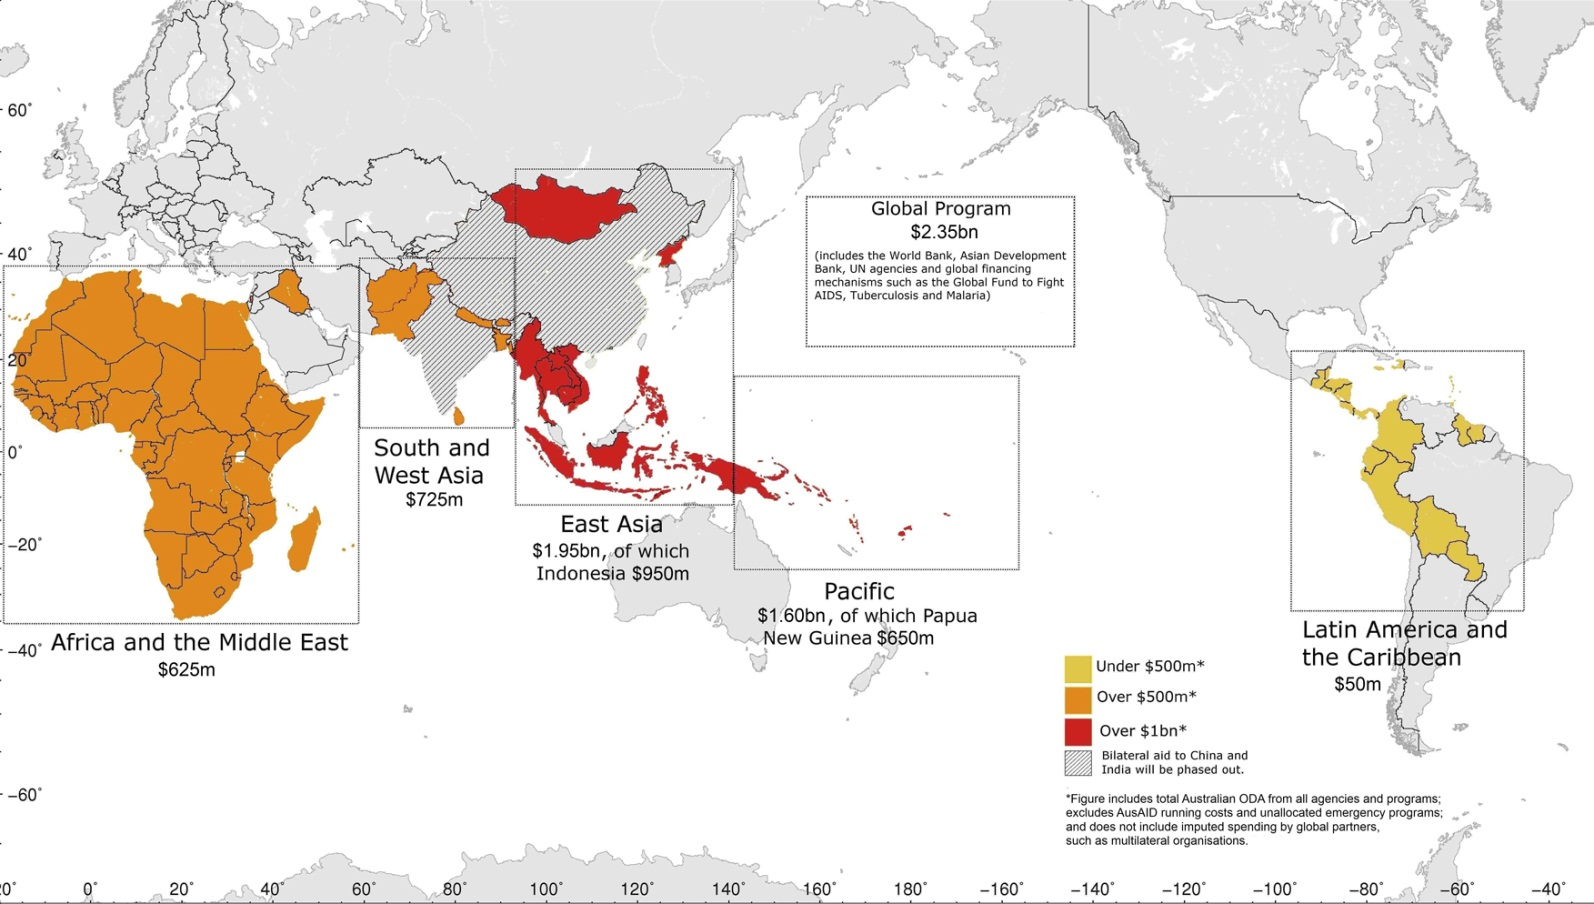 60°
40°
20°
0°
−20°
−40°
−60°
Global Program
$2.35bn
(includes the World Bank, Asian Development
Bank, UN agencies and global financing
mechanisms such as the Global Fund to Fight
AIDS, Tuberculosis and Malaria)
South and
West Asia
$725m
East Asia
$1.95bn, of which
Indonesia $950m
Pacific
$1.60bn, of which Papua
New Guinea $650m
Africa and the Middle East
$625m
Latin America and
the Caribbean
$50m
Under $500m*
Over $500m*
Over $1bn*
Bilateral aid to China and
India will be phased out.
*Figure includes total Australian ODA from all agencies and programs;
excludes AusAID running costs and unallocated emergency programs;
and does not include imputed spending by global partners,
such as multilateral organisations.
20° 0° 20° 40° 60° 80° 100° 120° 140° 160° 180° −160° −140° −120° −100° −80° −60° −40°